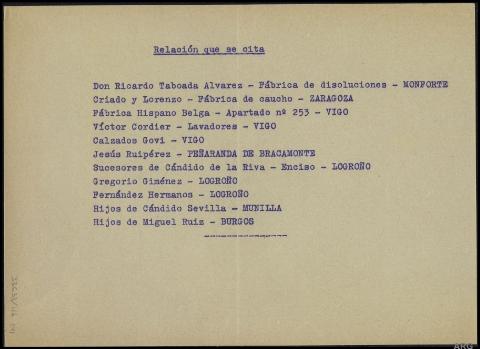 Relación que se cita
Don Ricardo Taboada Alvarez - Fábrica de disoluciones - MONFORTE
Criado y Lorenzo - Fábrica de caucho - ZARAGOZA
Fábrica Hispano Belga - Apartado nº 253 - VIGO
Víctor Cordier - Lavadores - VIGO
Calzados Govi - VIGO
Jesús Ruipérez - PEÑARANDA DE BRACAMONTE
Sucesores de Cándido de la Riva - Enciso - LOGROÑO
Gregorio Giménez - LOGROÑO
Fernández Hermanos - LOGROÑO
Hijos de Cándido Sevilla - MUNILLA
Hijos de Miguel Ruiz - BURGOS
ARG